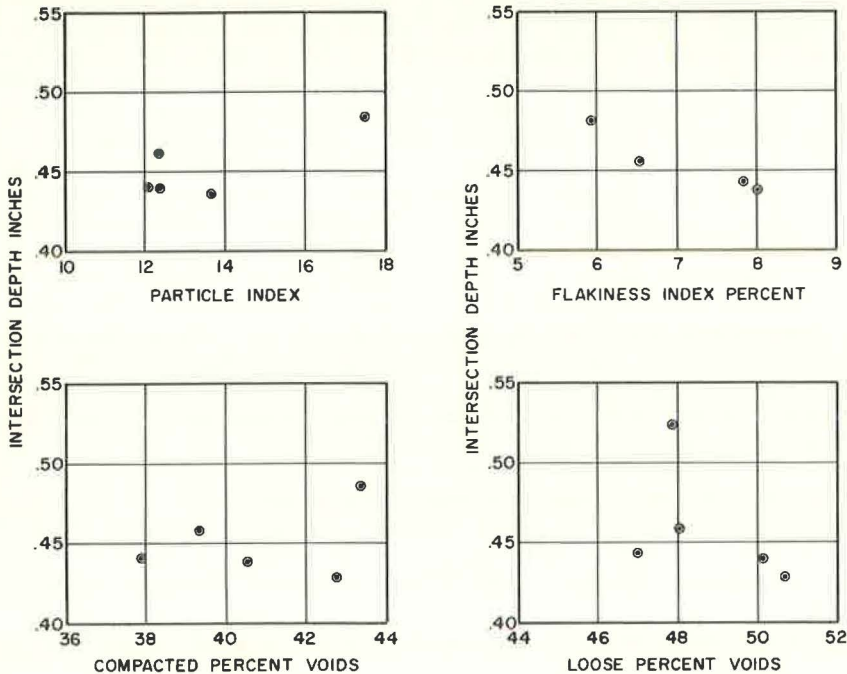 .55
.50
.45
.40
10 12 14 16 18
PARTICLE INDEX
.55
.50
.45
.40
5 6 7 8 9
FLAKINESS INDEX PERCENT
INTERSECTION DEPTH INCHES
INTERSECTION DEPTH INCHES
.55
.50
.45
.40
36 38 40 42 44
COMPACTED PERCENT VOIDS
.55
.50
.45
.40
44 46 48 50 52
LOOSE PERCENT VOIDS